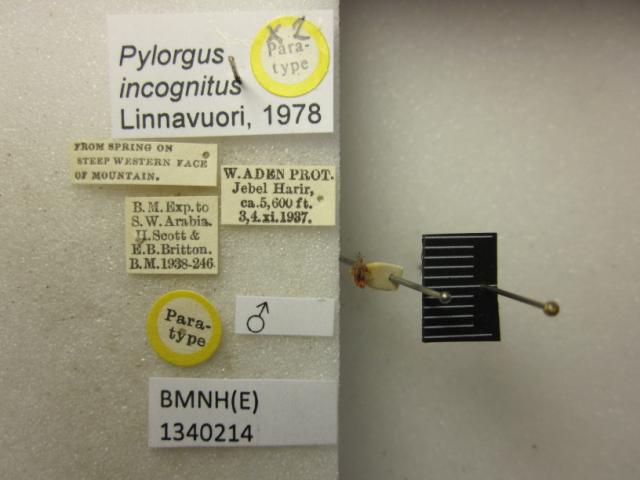 Pylorgus
incognitus
Linnavuori, 1978
X 2
Para-
type
FROM SPRING ON
STEEP WESTERN FACE
OF MOUNTAIN.
W. ADEN PROT.
Jebel Harir,
ca.5,600 ft.
3,4.xi.1937.
B.M. Exp. to
S.W. Arabia.
H. Scott &
E.B. Britton.
B.M. 1938-246.
Para-
type
♂
BMNH(E)
1340214